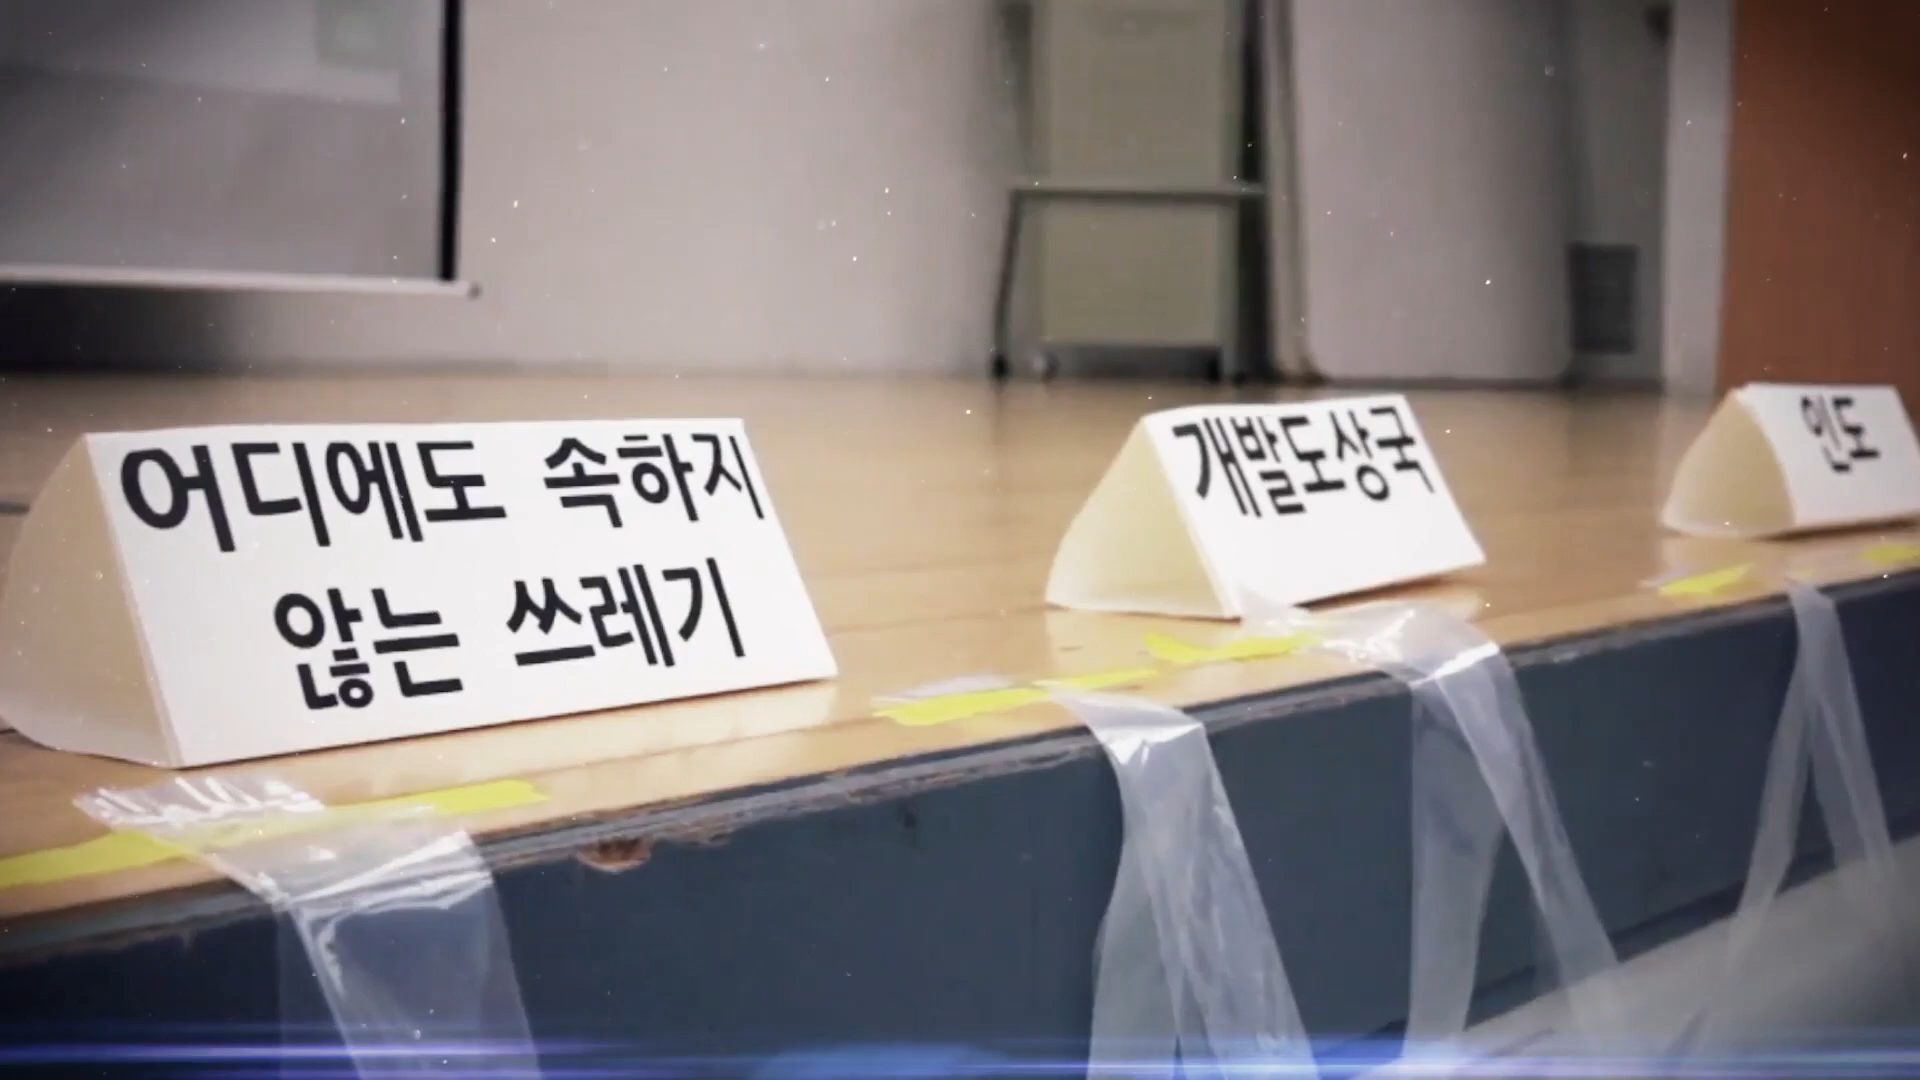 어디에도 속하지
않는 쓰레기
개발도상국
인도